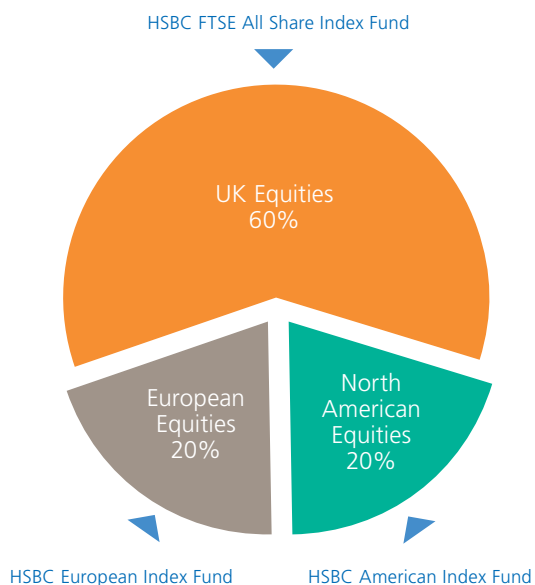 HSBC FTSE All Share Index Fund
UK Equities
60%
European
Equities
20%
North
American
Equities
20%
HSBC European Index Fund
HSBC American Index Fund